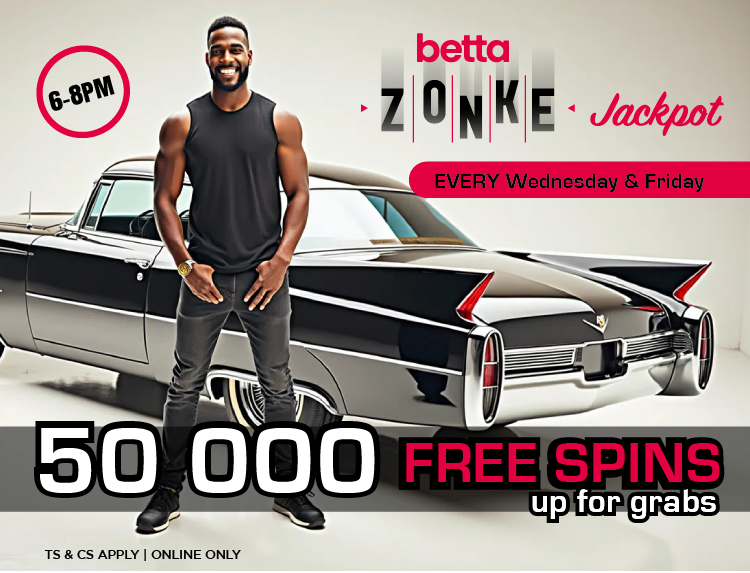 6-8PM
betta
ZONKE Jackpot
EVERY Wednesday & Friday
50 000 FREE SPINS
up for grabs
TS & CS APPLY | ONLINE ONLY